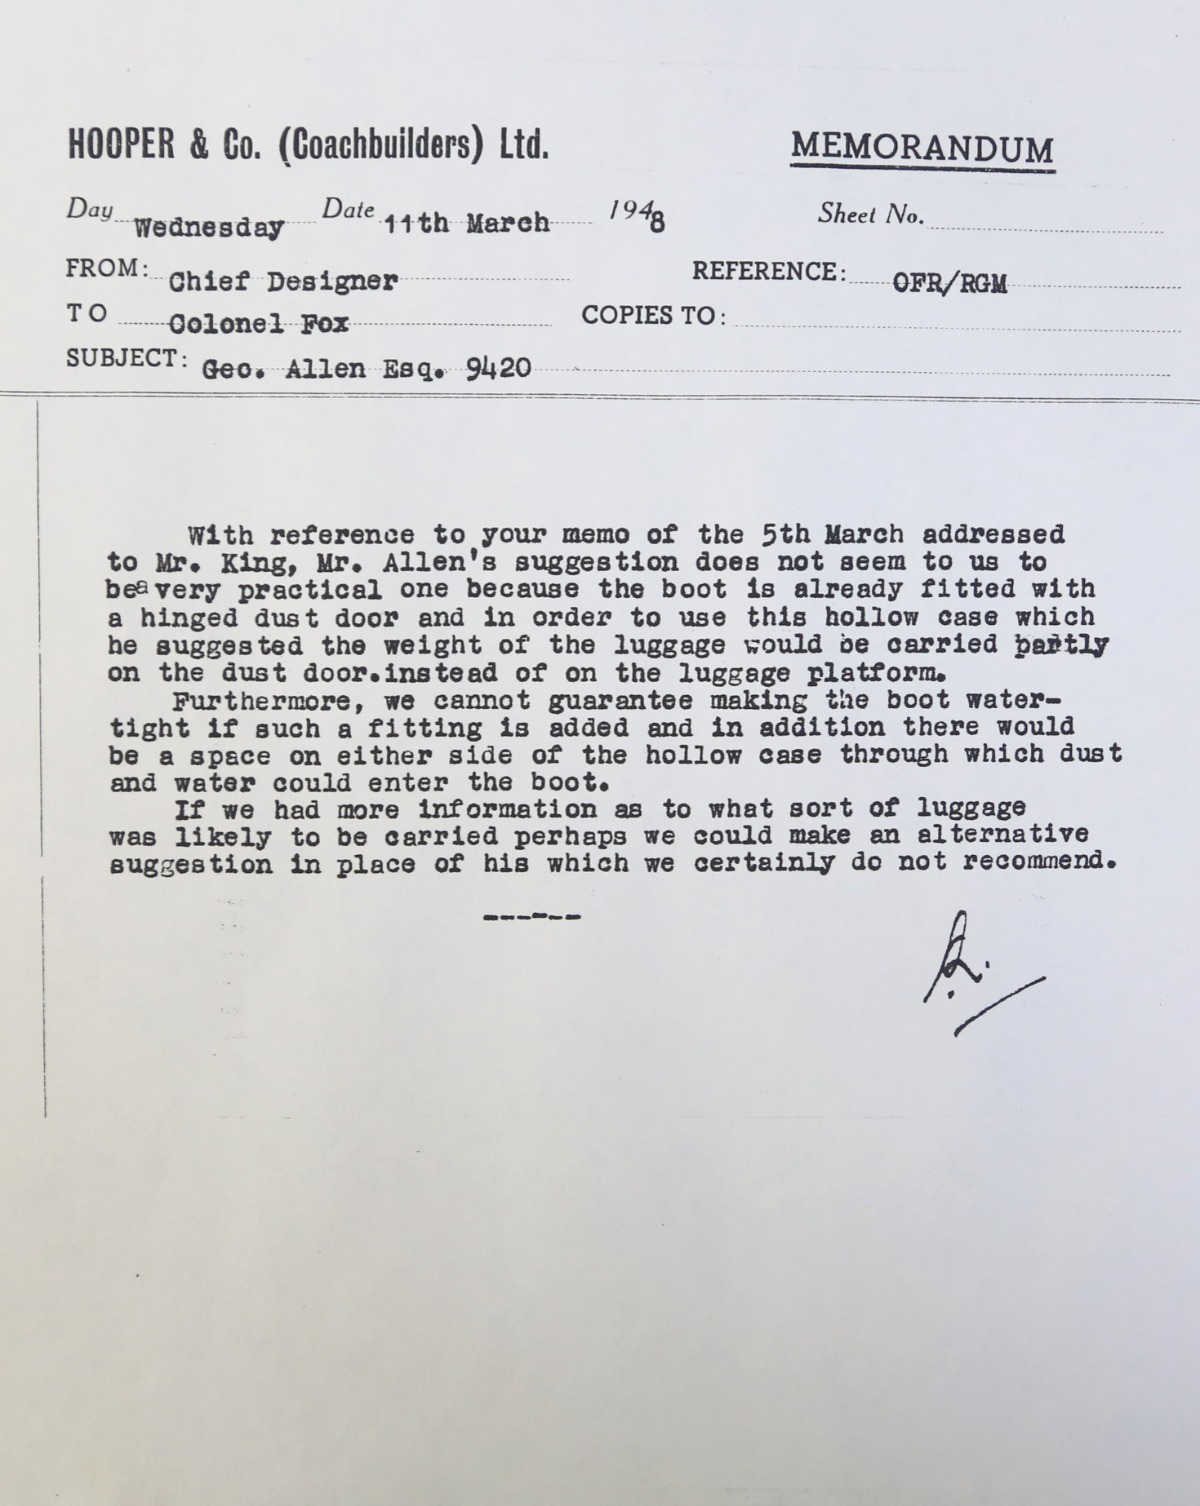 HOOPER & Co. (Coachbuilders) Ltd. MEMORANDUM
Day Wednesday Date 11th March 1948 Sheet No.
FROM: Chief Designer REFERENCE: OFR/RGM
TO Colonel Fox COPIES TO:
SUBJECT: Geo. Allen Esq. 9420
With reference to your memo of the 5th March addressed
to Mr. King, Mr. Allen's suggestion does not seem to us to
be a very practical one because the boot is already fitted with
a hinged dust door and in order to use this hollow case which
he suggested the weight of the luggage would be carried partly
on the dust door.instead of on the luggage platform.
Furthermore, we cannot guarantee making the boot water-
tight if such a fitting is added and in addition there would
be a space on either side of the hollow case through which dust
and water could enter the boot.
If we had more information as to what sort of luggage
was likely to be carried perhaps we could make an alternative
suggestion in place of his which we certainly do not recommend.
------